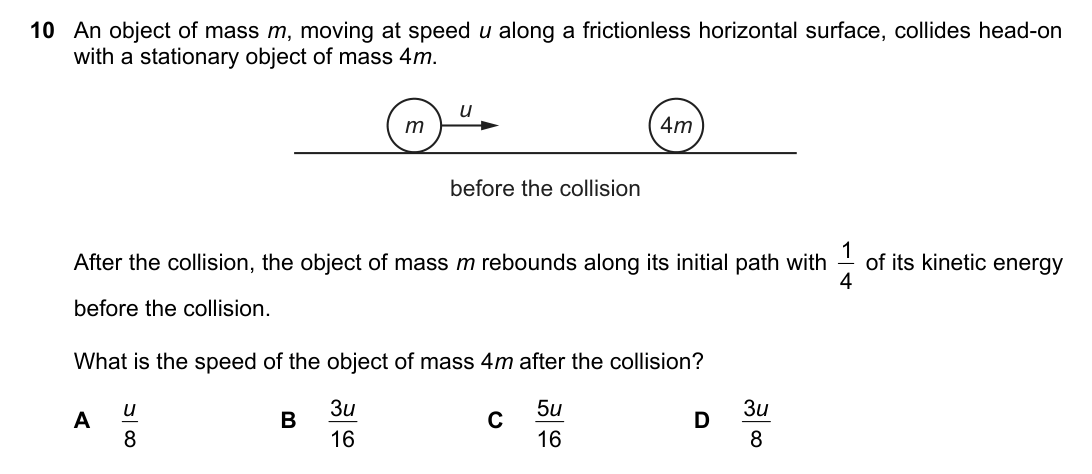 10 An object of mass m, moving at speed u along a frictionless horizontal surface, collides head-on
with a stationary object of mass 4m.
u
m
4m
before the collision
After the collision, the object of mass m rebounds along its initial path with 1/4 of its kinetic energy
before the collision.
What is the speed of the object of mass 4m after the collision?
A u/8 B 3u/16 C 5u/16 D 3u/8